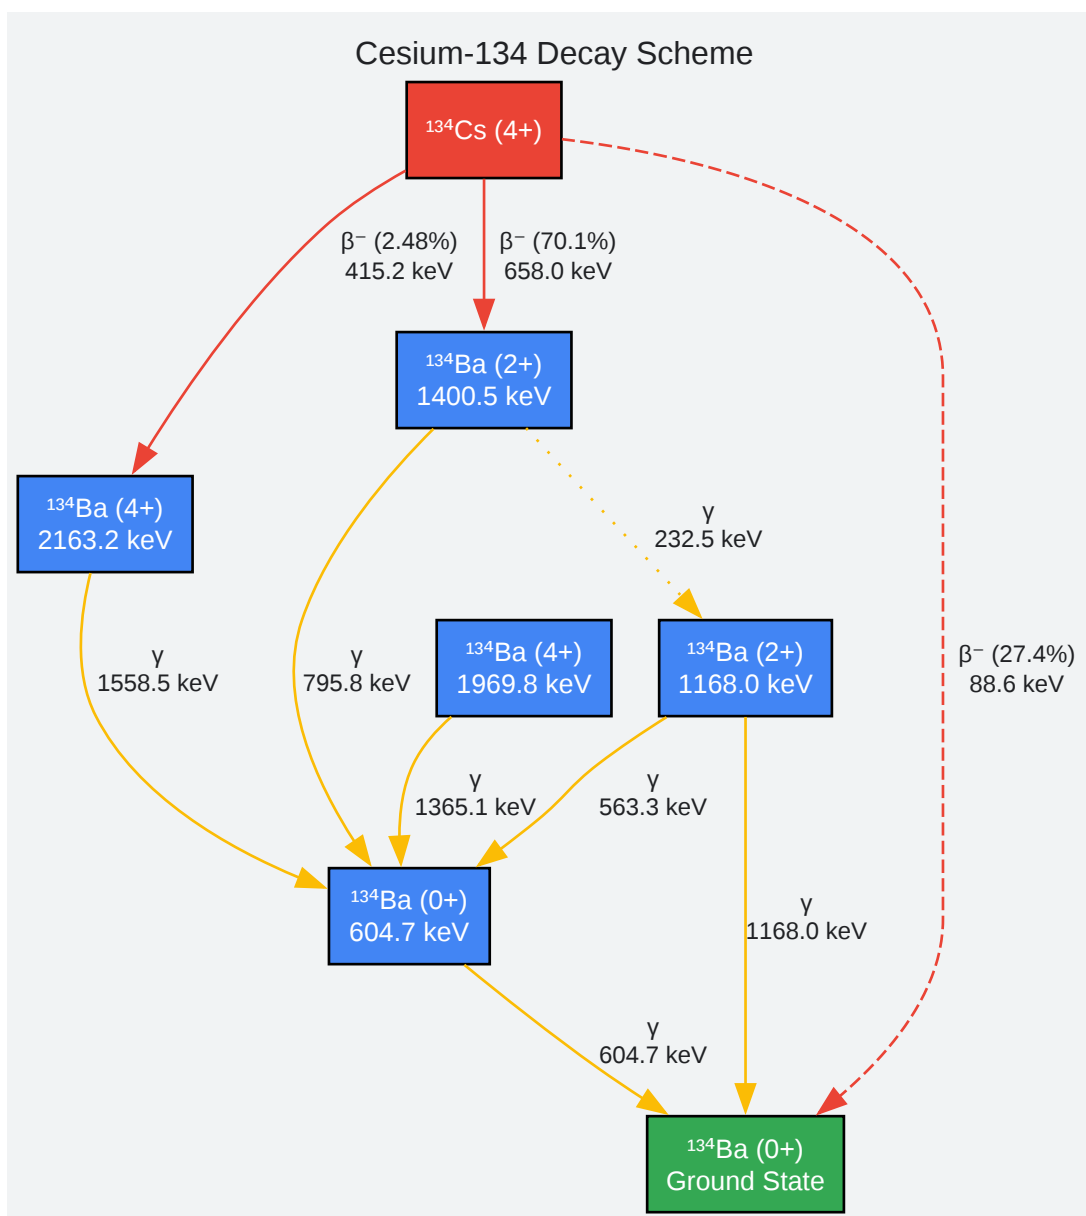 Cesium-134 Decay Scheme
¹³⁴Cs (4+)
β⁻ (2.48%)
415.2 keV
β⁻ (70.1%)
658.0 keV
¹³⁴Ba (2+)
1400.5 keV
¹³⁴Ba (4+)
2163.2 keV
γ
232.5 keV
γ
1558.5 keV
γ
795.8 keV
¹³⁴Ba (4+)
1969.8 keV
¹³⁴Ba (2+)
1168.0 keV
β⁻ (27.4%)
88.6 keV
γ
1365.1 keV
γ
563.3 keV
¹³⁴Ba (0+)
604.7 keV
γ
1168.0 keV
γ
604.7 keV
¹³⁴Ba (0+)
Ground State